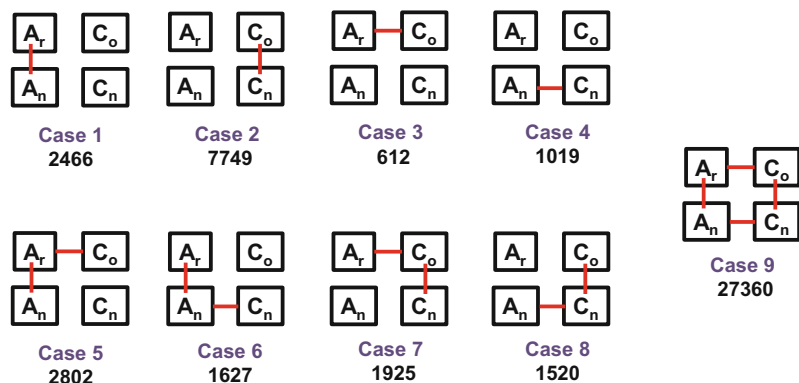 Ar Co Ar Co Ar Co Ar Co
An Cn An Cn An Cn An Cn
Case 1 Case 2 Case 3 Case 4
2466 7749 612 1019
Ar Co
An Cn
Case 9
27360
Ar Co Ar Co Ar Co Ar Co
An Cn An Cn An Cn An Cn
Case 5 Case 6 Case 7 Case 8
2802 1627 1925 1520